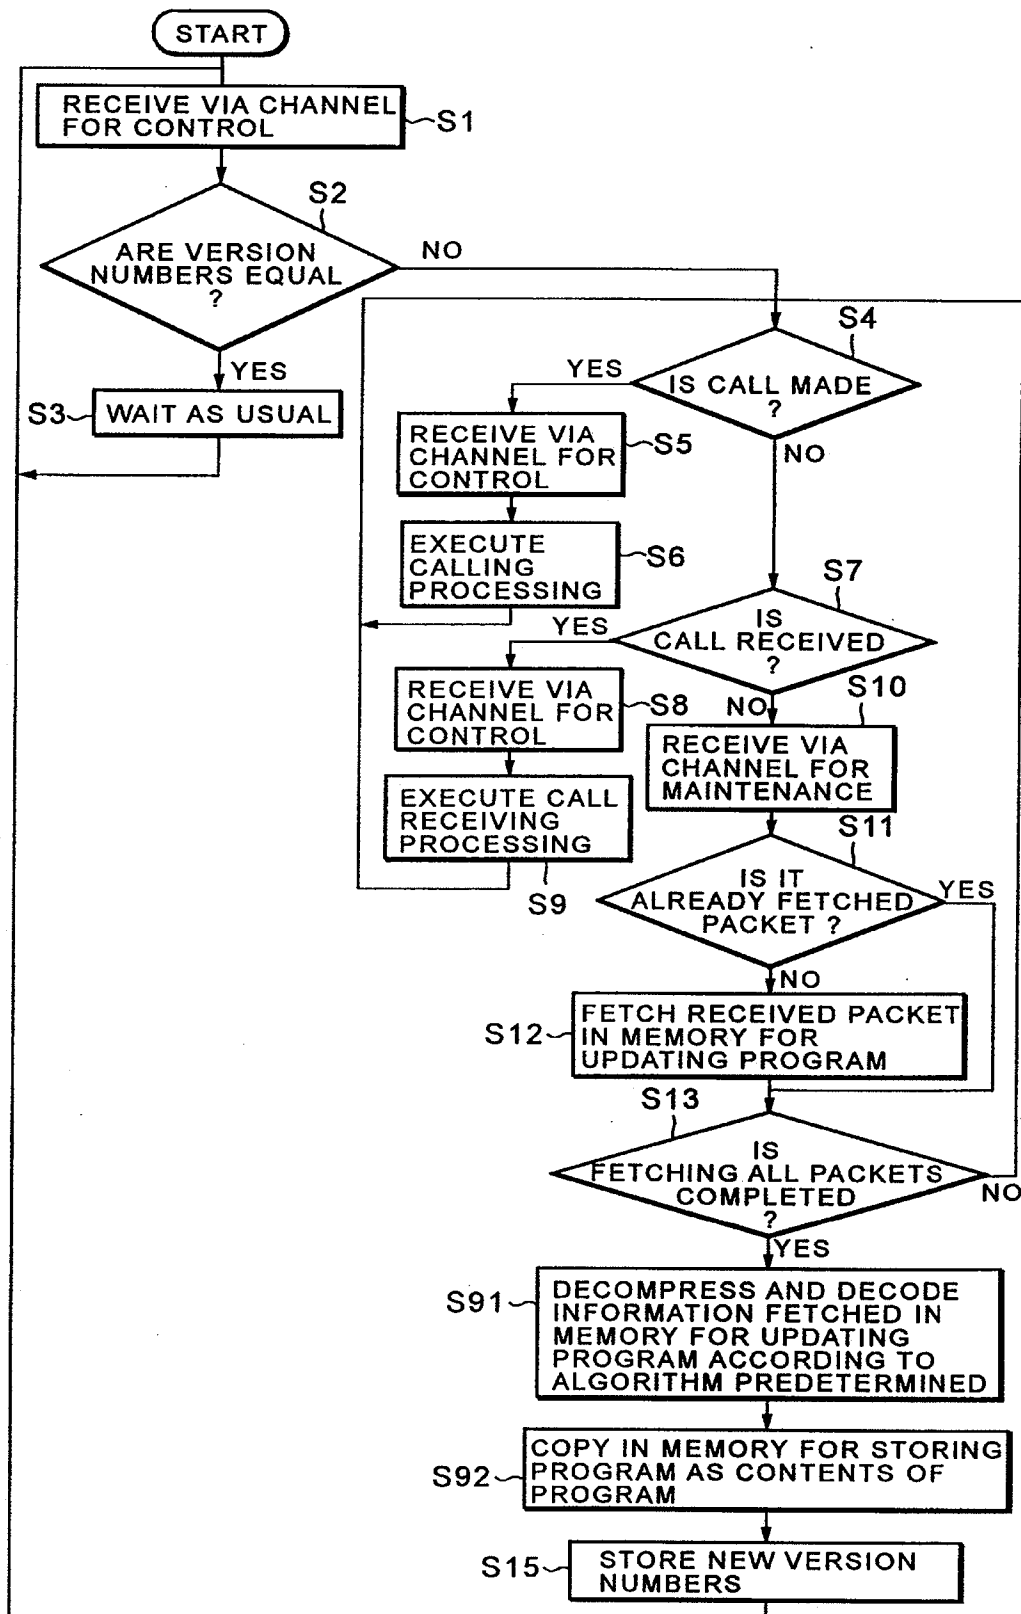 START
RECEIVE VIA CHANNEL
FOR CONTROL
S1
S2
ARE VERSION
NUMBERS EQUAL
?
NO
YES
S3
WAIT AS USUAL
S4
IS CALL MADE
?
YES
NO
RECEIVE VIA
CHANNEL FOR
CONTROL
S5
EXECUTE
CALLING
PROCESSING
S6
S7
IS
CALL RECEIVED
?
YES
NO
RECEIVE VIA
CHANNEL FOR
CONTROL
S8
EXECUTE CALL
RECEIVING
PROCESSING
S9
S10
RECEIVE VIA
CHANNEL FOR
MAINTENANCE
S11
IS IT
ALREADY FETCHED
PACKET ?
YES
NO
S12
FETCH RECEIVED PACKET
IN MEMORY FOR
UPDATING PROGRAM
S13
IS
FETCHING ALL PACKETS
COMPLETED
?
NO
YES
S91
DECOMPRESS AND DECODE
INFORMATION FETCHED IN
MEMORY FOR UPDATING
PROGRAM ACCORDING TO
ALGORITHM PREDETERMINED
S92
COPY IN MEMORY FOR STORING
PROGRAM AS CONTENTS OF
PROGRAM
S15
STORE NEW VERSION
NUMBERS